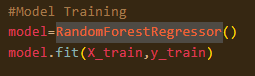 #Model Training
model=RandomForestRegressor()
model.fit(X_train,y_train)